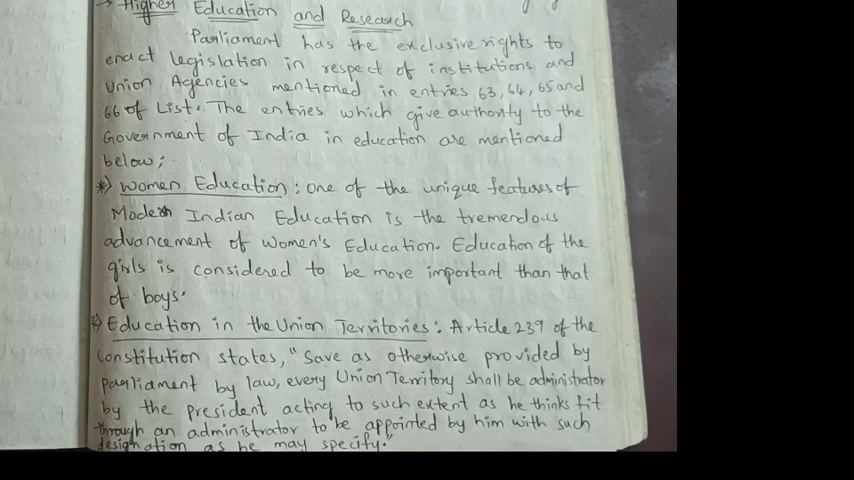 → Higher Education and Research
Parliament has the exclusive rights to
enact legislation in respect of institutions and
Union Agencies mentioned in entries 63, 64, 65 and
66 of List. The entries which give authority to the
Government of India in education are mentioned
below;
*) Women Education : One of the unique features of
Modern Indian Education is the tremendous
advancement of Women's Education. Education of the
girls is considered to be more important than that
of boys.
*) Education in the Union Territories : Article 239 of the
Constitution states, "Save as otherwise provided by
parliament by law, every Union Territory shall be administrator
by the president acting to such extent as he thinks fit
through an administrator to be appointed by him with such
designation as he may specify."